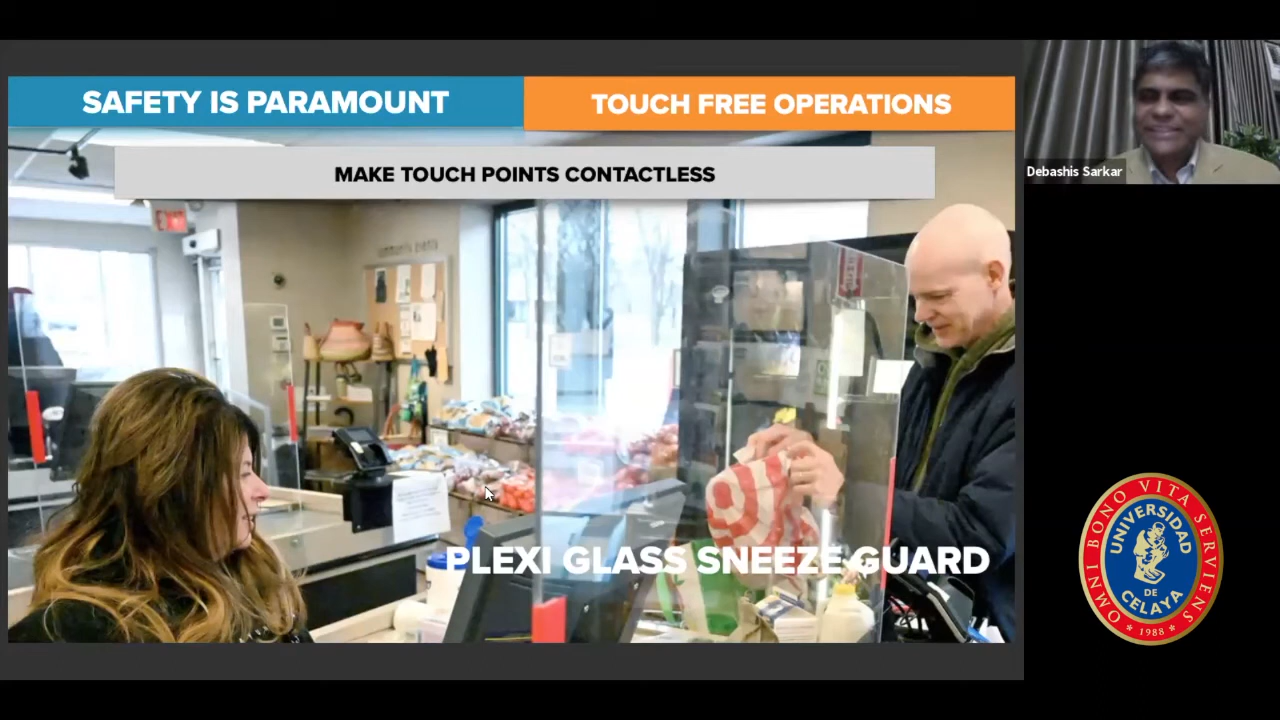 SAFETY IS PARAMOUNT
TOUCH FREE OPERATIONS
MAKE TOUCH POINTS CONTACTLESS
EXIT
PLEXI GLASS SNEEZE GUARD
Debashis Sarkar
OMNI BONO VITA SERVIENS
UNIVERSIDAD
DE
CELAYA
* 1988 *